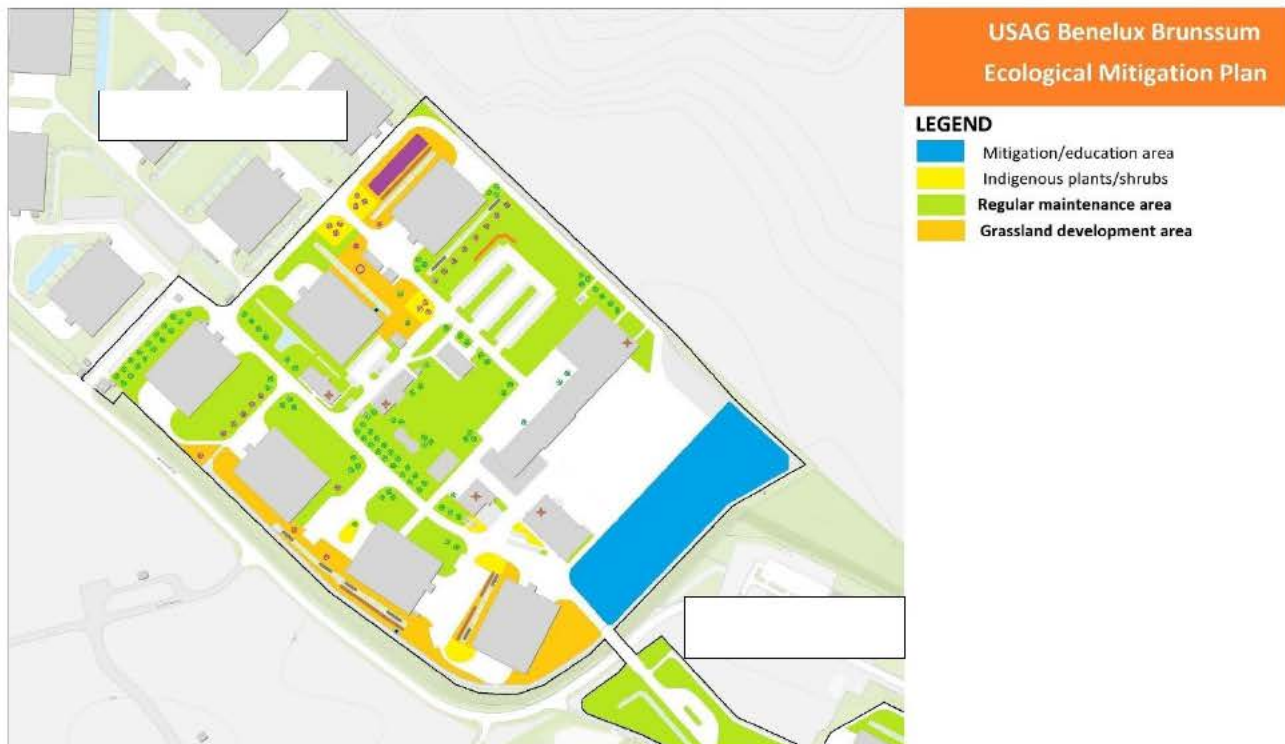 USAG Benelux Brunssum
Ecological Mitigation Plan
LEGEND
Mitigation/education area
Indigenous plants/shrubs
Regular maintenance area
Grassland development area